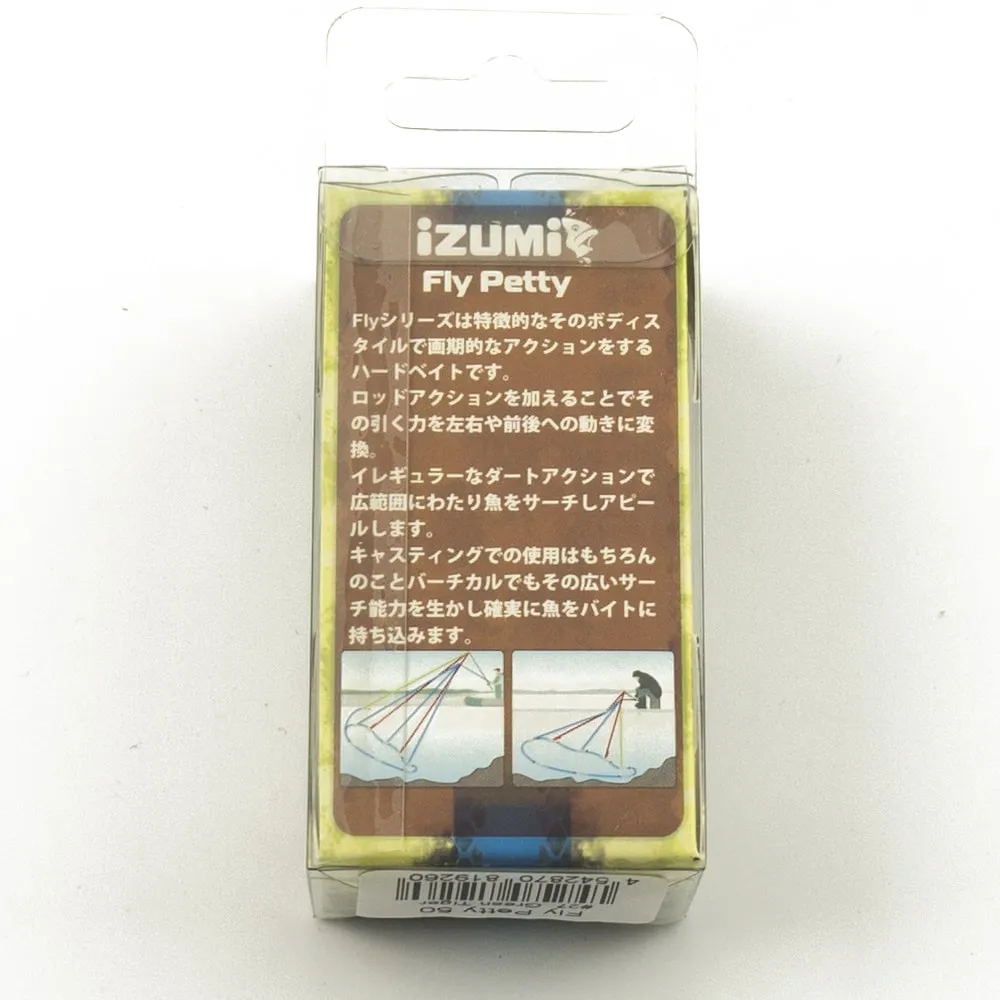 iZUMi
Fly Petty
Flyシリーズは特徴的なそのボディス
タイルで画期的なアクションをする
ハードベイトです。
ロッドアクションを加えることでそ
の引く力を左右や前後への動きに変
換。
イレギュラーなダートアクションで
広範囲にわたり魚をサーチしアピー
ルします。
キャスティングでの使用はもちろん
のことバーチカルでもその広いサー
チ能力を生かし確実に魚をバイトに
持ち込みます。
Fly Petty 50
#27 Green Tiger
4 542870 819260